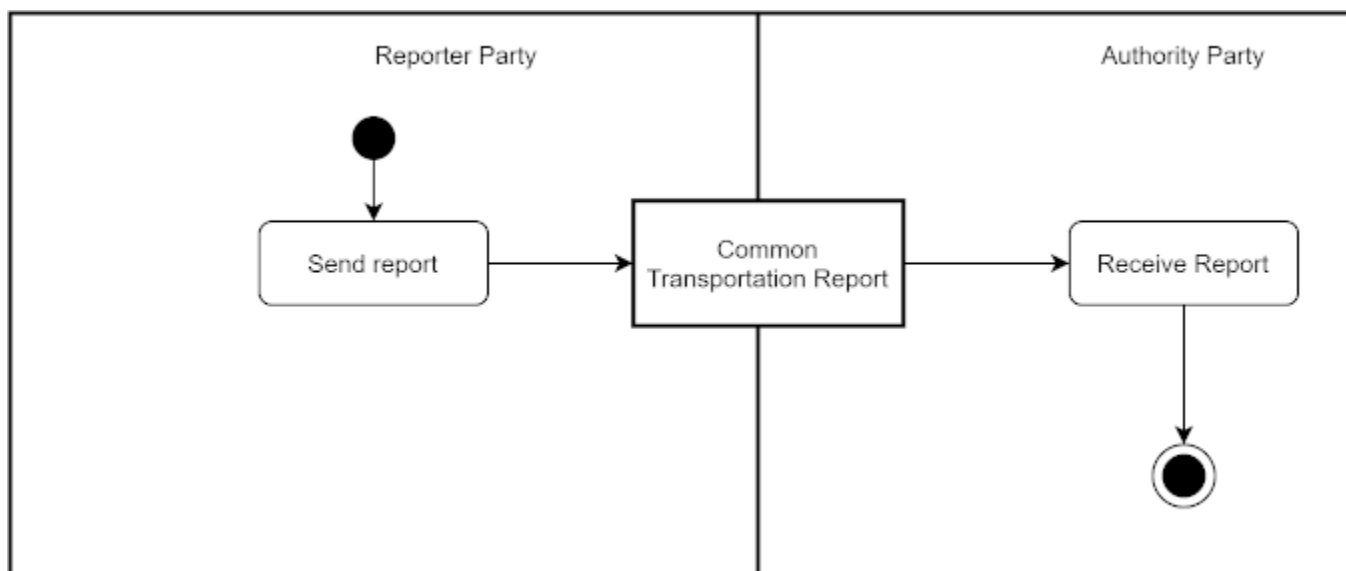 Reporter Party
Authority Party
Send report
Common
Transportation Report
Receive Report